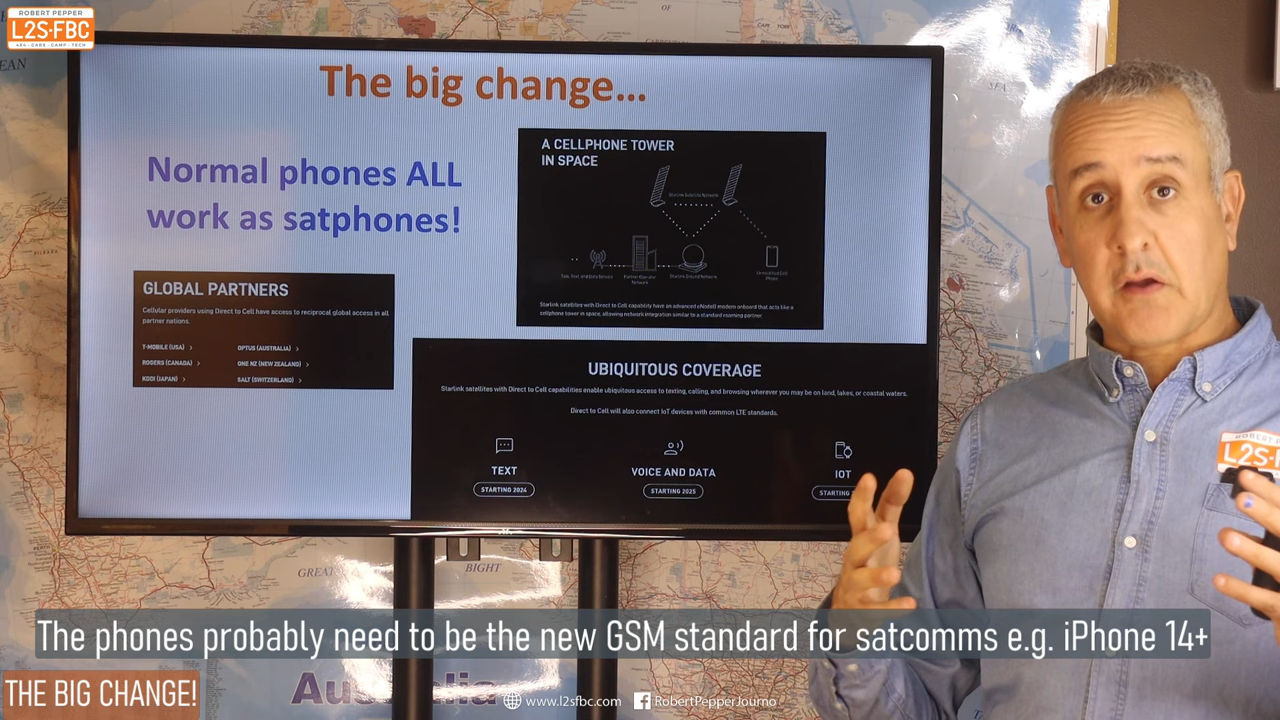 ROBERT PEPPER
L2S-FBC
4X4 - CARS - CAMP - TECH
The big change...
Normal phones ALL
work as satphones!
A CELLPHONE TOWER
IN SPACE
Starlink satellites with Direct to Cell capability have an advanced eNodeB modem onboard that acts like a
cellphone tower in space, allowing network integration similar to a standard roaming partner.
GLOBAL PARTNERS
Cellular providers using Direct to Cell have access to reciprocal global access in all
partner nations.
T-MOBILE (USA) >
OPTUS (AUSTRALIA) >
ROGERS (CANADA) >
ONE NZ (NEW ZEALAND) >
KDDI (JAPAN) >
SALT (SWITZERLAND) >
UBIQUITOUS COVERAGE
Starlink satellites with Direct to Cell capabilities enable ubiquitous access to texting, calling, and browsing wherever you may be on land, lakes, or coastal waters.
Direct to Cell will also connect IoT devices with common LTE standards.
TEXT
STARTING 2024
VOICE AND DATA
STARTING 2025
IOT
STARTING
ROBERT
L2S-F
GREAT
BIGHT
The phones probably need to be the new GSM standard for satcomms e.g. iPhone 14+
THE BIG CHANGE!
Australia
www.l2sfbc.com
RobertPepperJourno